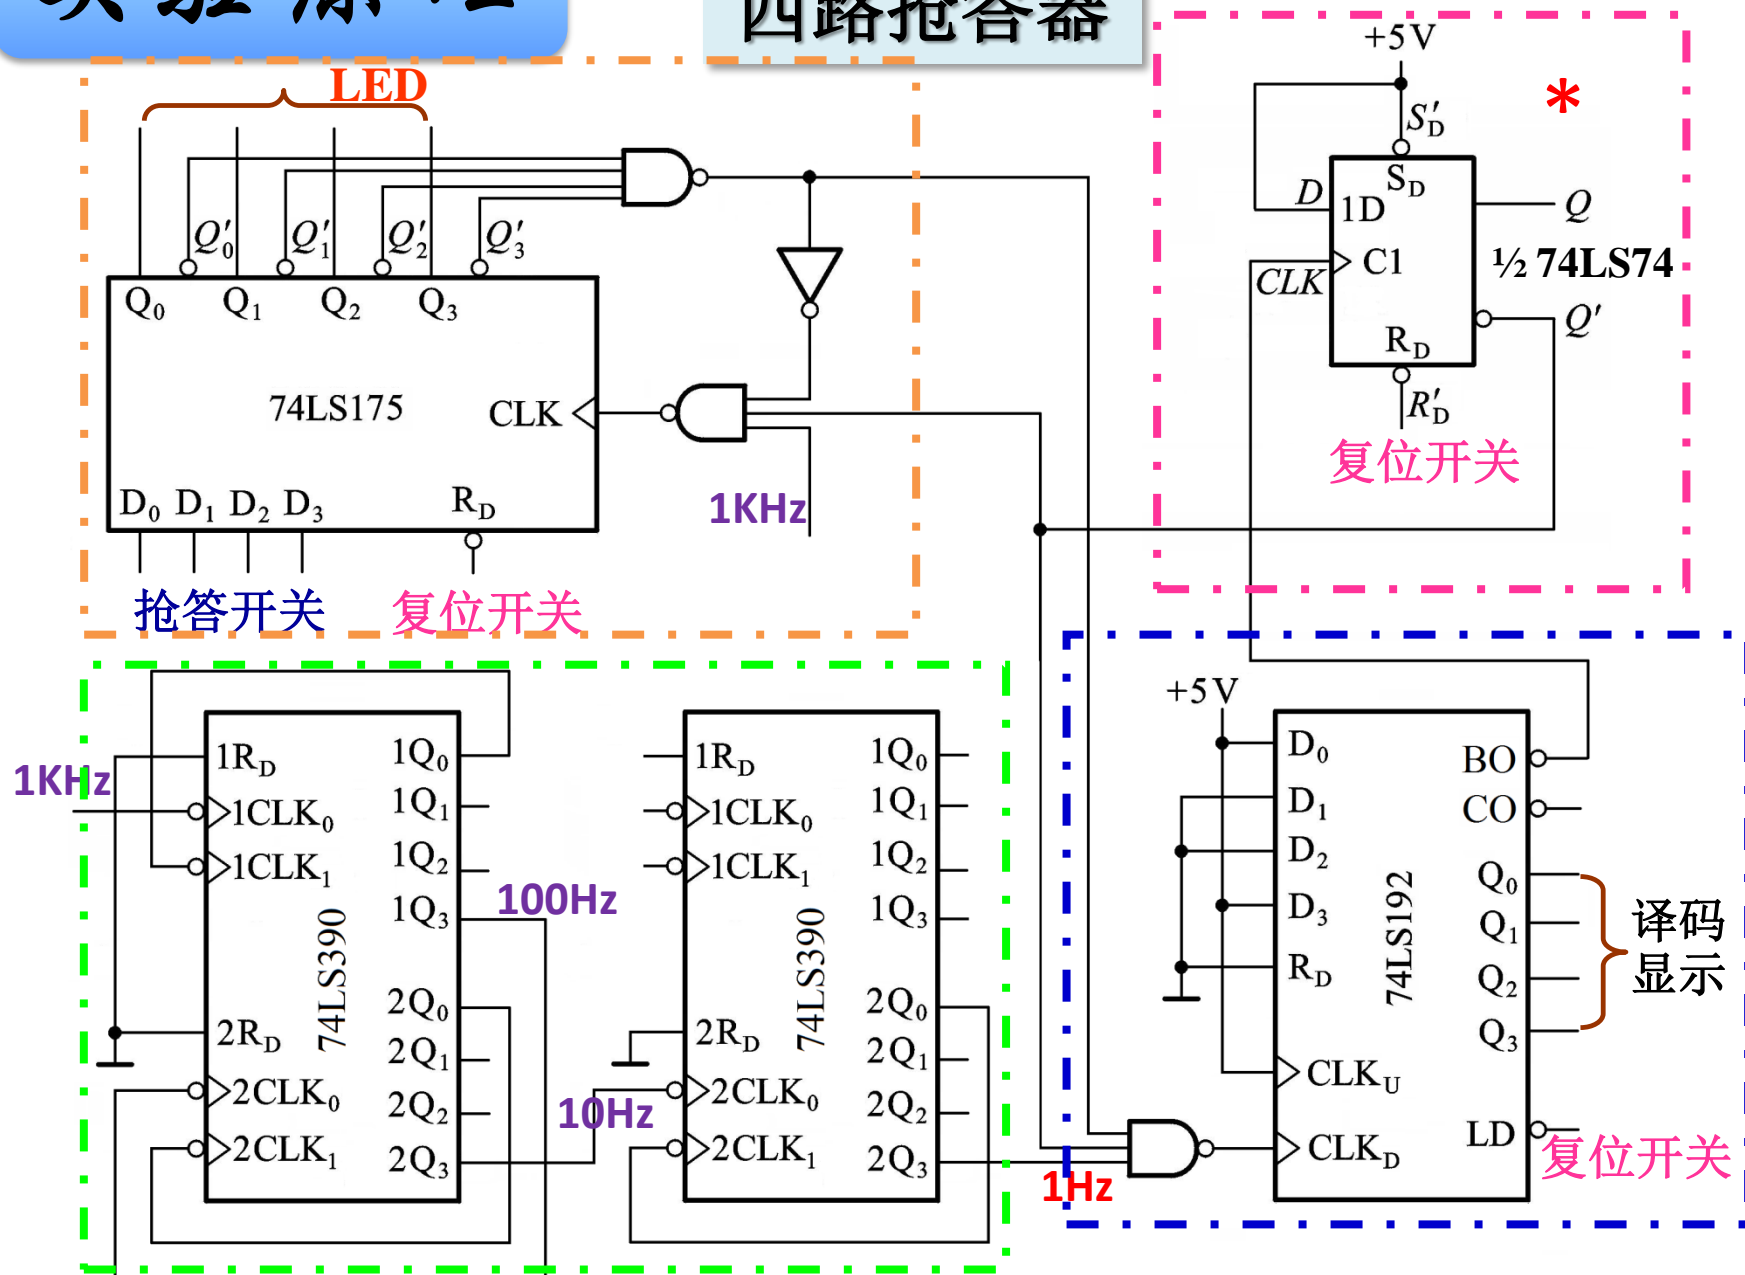 实验原理
四路抢答器
LED
Q'0 Q'1 Q'2 Q'3
Q0 Q1 Q2 Q3
74LS175
CLK
D0 D1 D2 D3 RD
抢答开关
复位开关
1KHz
+5V
*
S'D
SD
D
1D
Q
C1
½ 74LS74
CLK
Q'
RD
R'D
复位开关
1KHz
1RD
1CLK0
1CLK1
1Q0
1Q1
1Q2
1Q3
100Hz
74LS390
2RD
2CLK0
2CLK1
2Q0
2Q1
2Q2
2Q3
10Hz
1RD
1CLK0
1CLK1
1Q0
1Q1
1Q2
1Q3
74LS390
2RD
2CLK0
2CLK1
2Q0
2Q1
2Q2
2Q3
1Hz
+5V
D0
D1
D2
D3
RD
74LS192
CLKU
CLKD
BO
CO
Q0
Q1
Q2
Q3
LD
译码
显示
复位开关